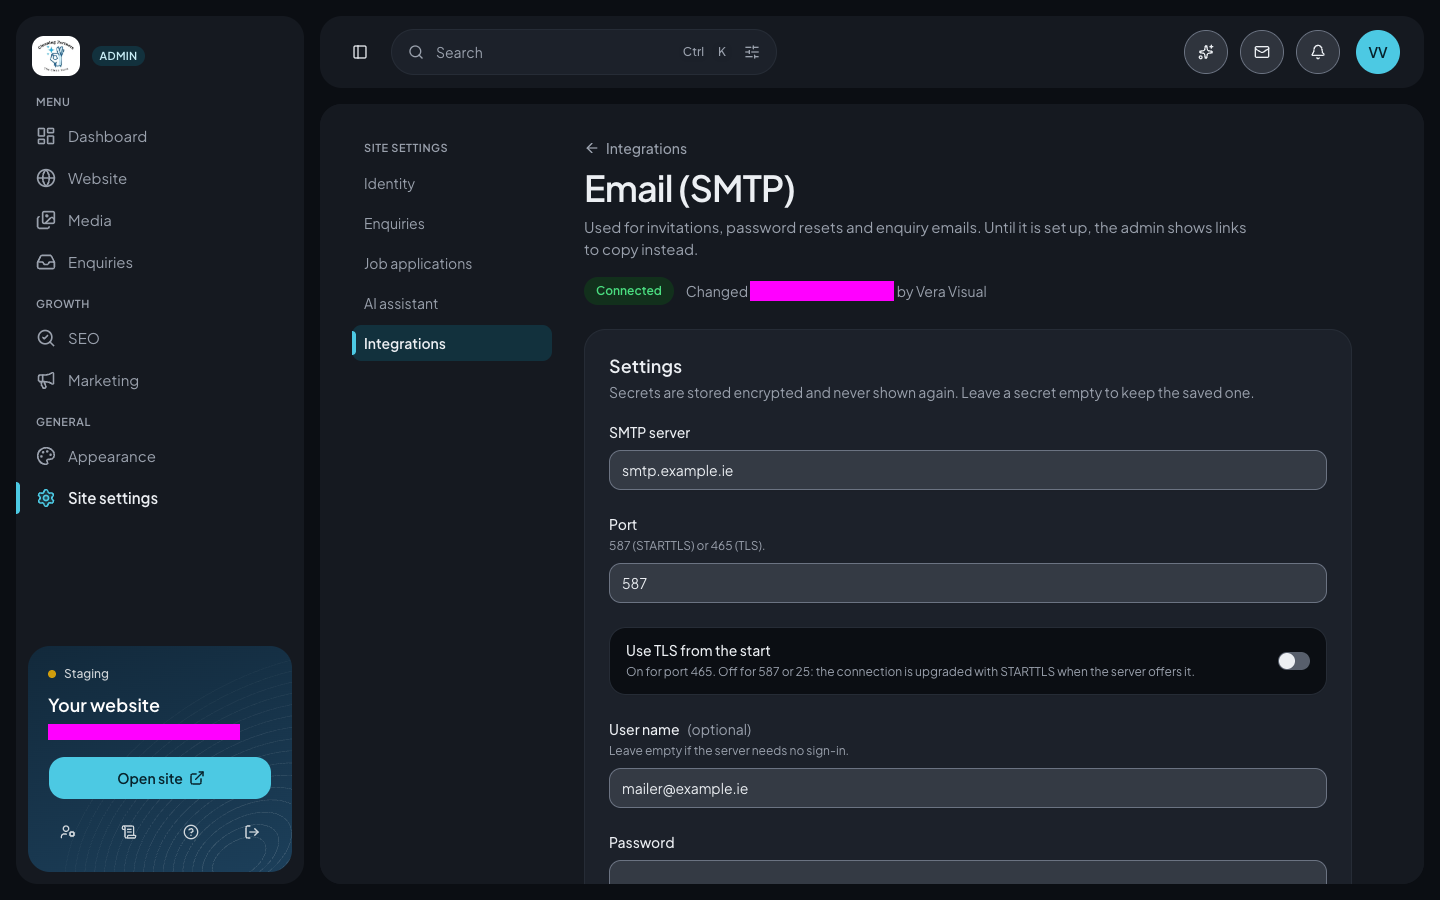 ADMIN
MENU
Dashboard
Website
Media
Enquiries
GROWTH
SEO
Marketing
GENERAL
Appearance
Site settings
Staging
Your website
Open site
Search
Ctrl K
VV
SITE SETTINGS
Identity
Enquiries
Job applications
AI assistant
Integrations
Integrations
Email (SMTP)
Used for invitations, password resets and enquiry emails. Until it is set up, the admin shows links
to copy instead.
Connected
Changed by Vera Visual
Settings
Secrets are stored encrypted and never shown again. Leave a secret empty to keep the saved one.
SMTP server
smtp.example.ie
Port
587 (STARTTLS) or 465 (TLS).
587
Use TLS from the start
On for port 465. Off for 587 or 25: the connection is upgraded with STARTTLS when the server offers it.
User name (optional)
Leave empty if the server needs no sign-in.
mailer@example.ie
Password